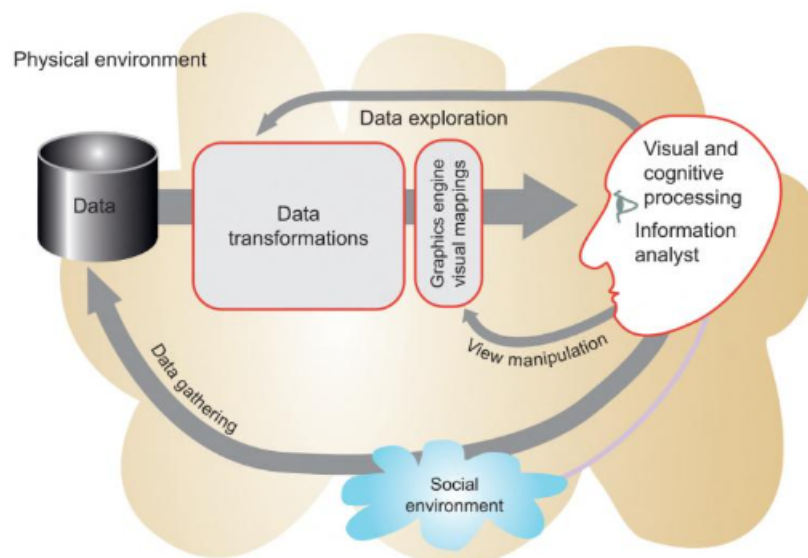 Physical environment
Data exploration
Data
Data
transformations
Graphics engine
visual mappings
Visual and
cognitive
processing
Information
analyst
View manipulation
Data gathering
Social
environment